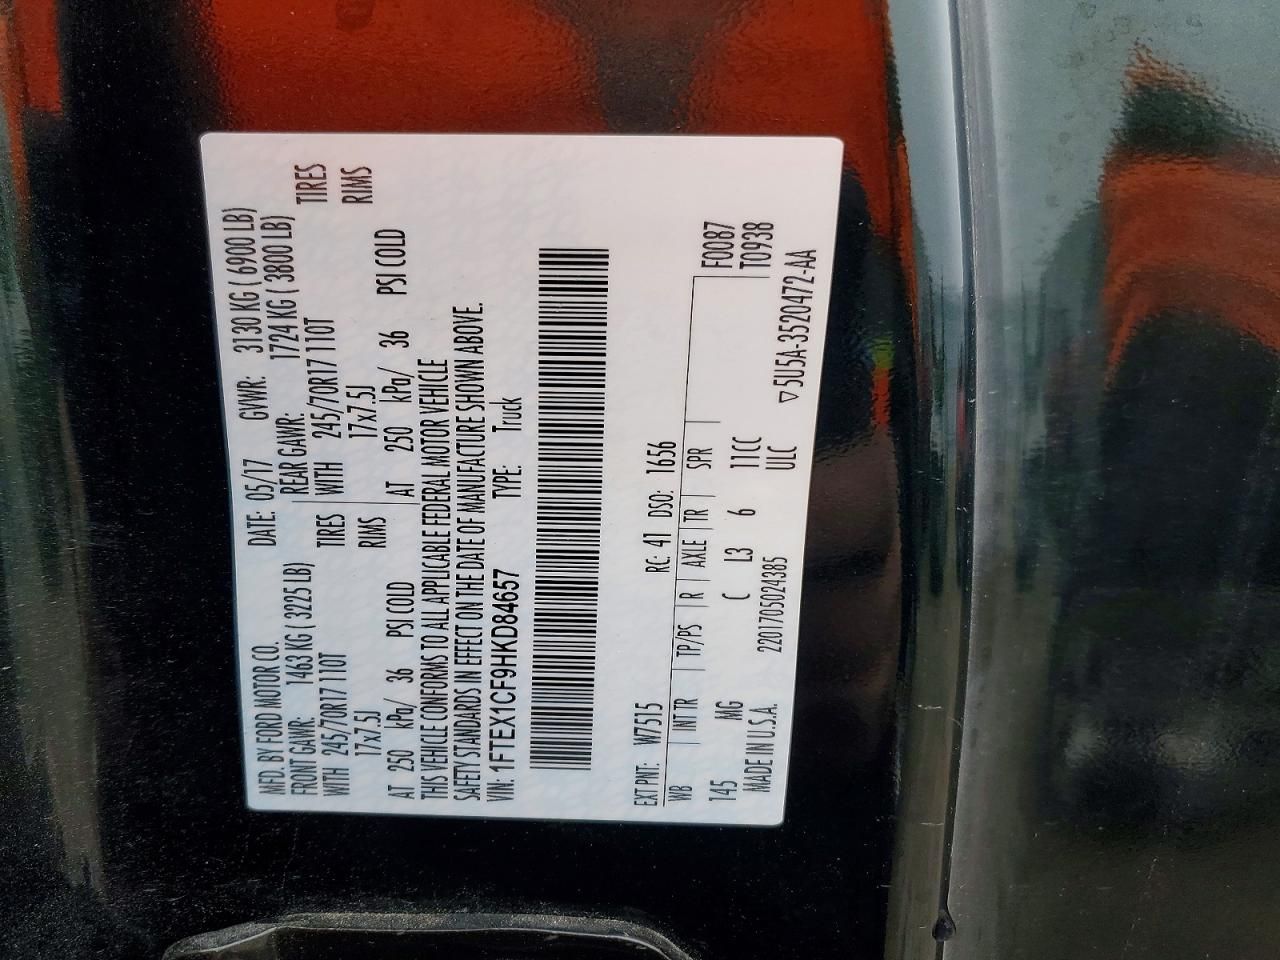 MFD. BY FORD MOTOR CO.
DATE: 05/17 GVWR: 3130 KG ( 6900 LB)
FRONT GAWR: 1463 KG ( 3225 LB) REAR GAWR: 1724 KG ( 3800 LB)
WITH 245/70R17 110T TIRES WITH 245/70R17 110T TIRES
17x7.5J RIMS 17x7.5J RIMS
AT 250 kPa/ 36 PSI COLD AT 250 kPa/ 36 PSI COLD
THIS VEHICLE CONFORMS TO ALL APPLICABLE FEDERAL MOTOR VEHICLE
SAFETY STANDARDS IN EFFECT ON THE DATE OF MANUFACTURE SHOWN ABOVE.
VIN: 1FTEX1CF9HKD84657 TYPE: Truck
EXT PNT: W7515 RC: 41 DSO: 1656
WB INT TR TP/PS R AXLE TR SPR F0087
145 MG C L3 6 11CC T0938
MADE IN U.S.A. 2201705024385 ULC ▽5U5A-3520472-AA